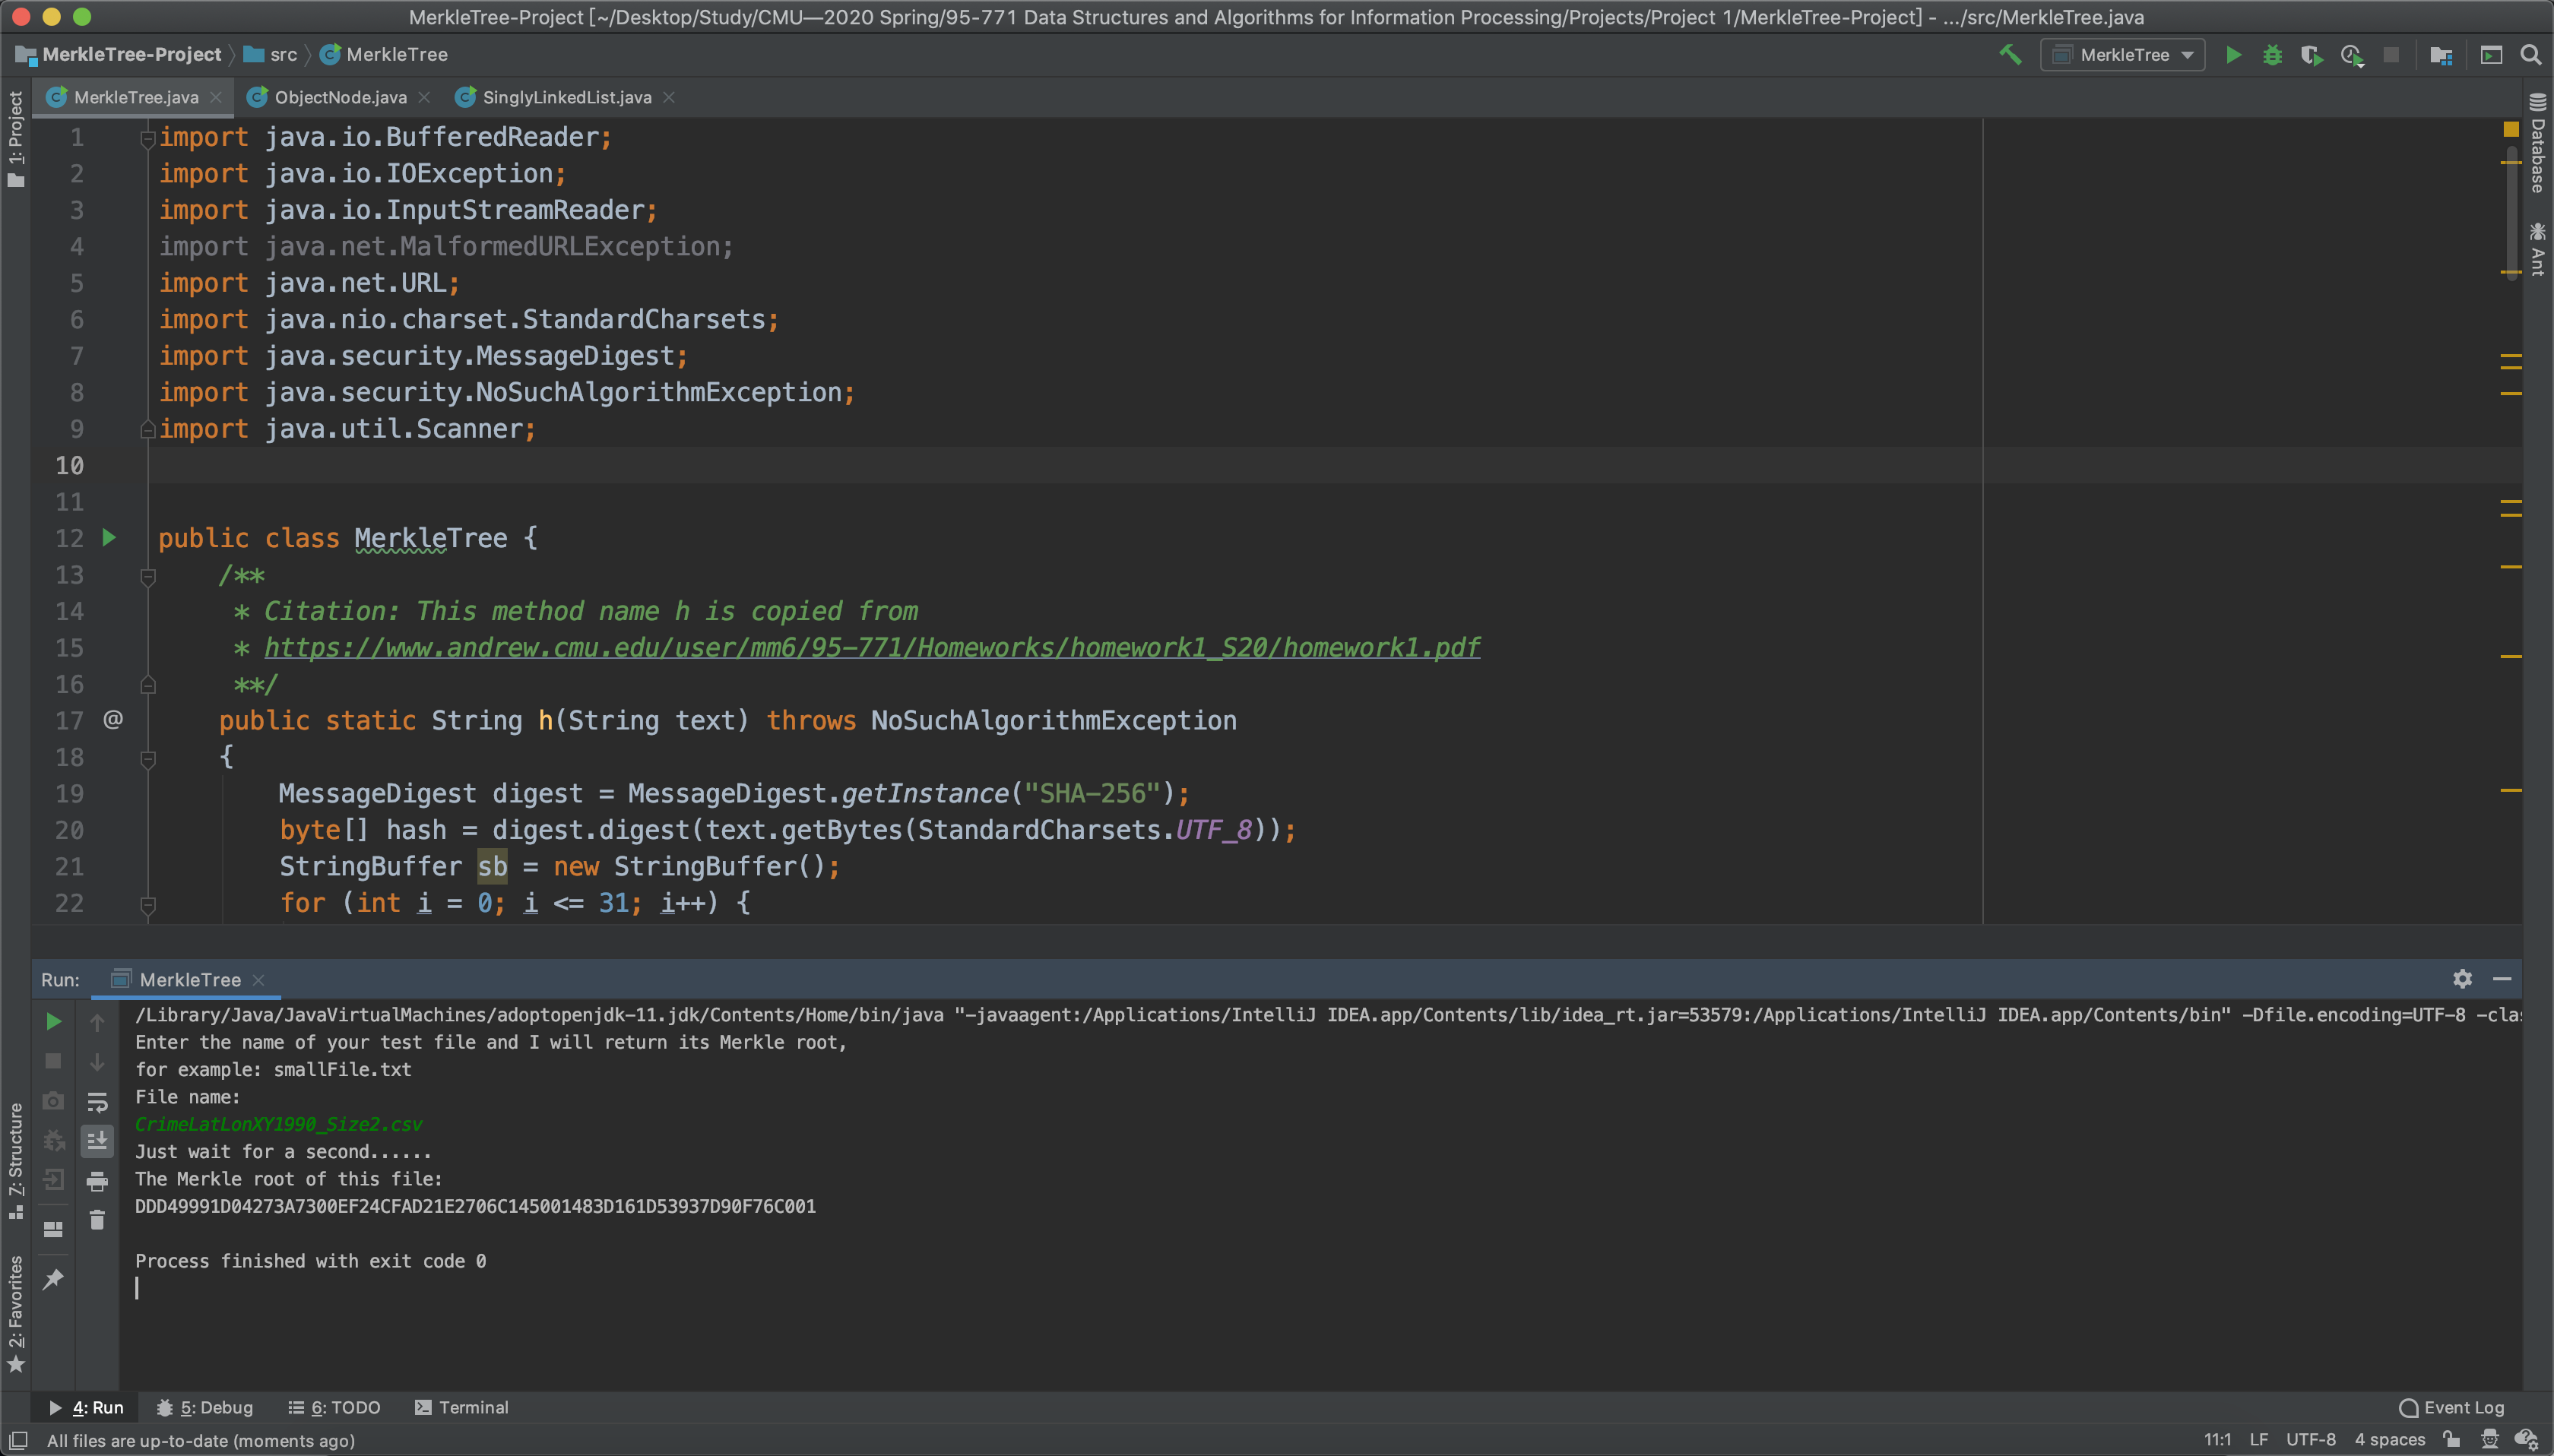 MerkleTree-Project [~/Desktop/Study/CMU—2020 Spring/95-771 Data Structures and Algorithms for Information Processing/Projects/Project 1/MerkleTree-Project] - .../src/MerkleTree.java
MerkleTree-Project src MerkleTree
MerkleTree
MerkleTree.java ObjectNode.java SinglyLinkedList.java
1: Project
Database
Ant
1 import java.io.BufferedReader;
2 import java.io.IOException;
3 import java.io.InputStreamReader;
4 import java.net.MalformedURLException;
5 import java.net.URL;
6 import java.nio.charset.StandardCharsets;
7 import java.security.MessageDigest;
8 import java.security.NoSuchAlgorithmException;
9 import java.util.Scanner;
10
11
12 public class MerkleTree {
13 /**
14 * Citation: This method name h is copied from
15 * https://www.andrew.cmu.edu/user/mm6/95-771/Homeworks/homework1_S20/homework1.pdf
16 **/
17 @ public static String h(String text) throws NoSuchAlgorithmException
18 {
19 MessageDigest digest = MessageDigest.getInstance("SHA-256");
20 byte[] hash = digest.digest(text.getBytes(StandardCharsets.UTF_8));
21 StringBuffer sb = new StringBuffer();
22 for (int i = 0; i <= 31; i++) {
Run: MerkleTree
/Library/Java/JavaVirtualMachines/adoptopenjdk-11.jdk/Contents/Home/bin/java "-javaagent:/Applications/IntelliJ IDEA.app/Contents/lib/idea_rt.jar=53579:/Applications/IntelliJ IDEA.app/Contents/bin" -Dfile.encoding=UTF-8 -clas
Enter the name of your test file and I will return its Merkle root,
for example: smallFile.txt
File name:
CrimeLatLonXY1990_Size2.csv
Just wait for a second......
The Merkle root of this file:
DDD49991D04273A7300EF24CFAD21E2706C145001483D161D53937D90F76C001
Process finished with exit code 0
Z: Structure
2: Favorites
4: Run 5: Debug 6: TODO Terminal Event Log
All files are up-to-date (moments ago) 11:1 LF UTF-8 4 spaces